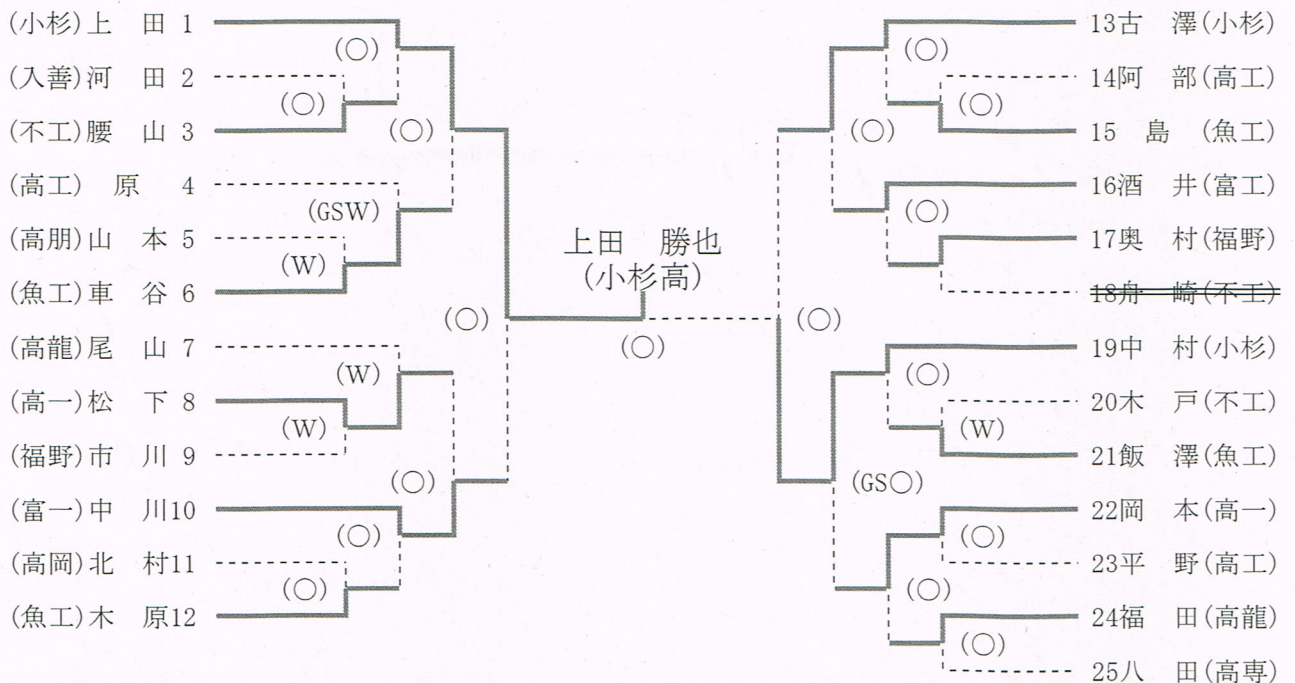 (小杉)上　田 1
(〇)
(入善)河　田 2
(〇)
(不工)腰　山 3
(〇)
(高工)　原　 4
(GSW)
(高朋)山　本 5
(W)
(魚工)車　谷 6
(〇)
(高龍)尾　山 7
(W)
(高一)松　下 8
(W)
(福野)市　川 9
(〇)
(富一)中　川10
(〇)
(高岡)北　村11
(〇)
(魚工)木　原12
上田　勝也
(小杉高)
(〇)
13古　澤(小杉)
(〇)
14阿　部(高工)
(〇)
15　島　(魚工)
(〇)
16酒　井(富工)
(〇)
17奥　村(福野)
18舟　崎(不工)
(〇)
19中　村(小杉)
(〇)
20木　戸(不工)
(W)
21飯　澤(魚工)
(GS〇)
22岡　本(高一)
(〇)
23平　野(高工)
(〇)
24福　田(高龍)
(〇)
25八　田(高専)